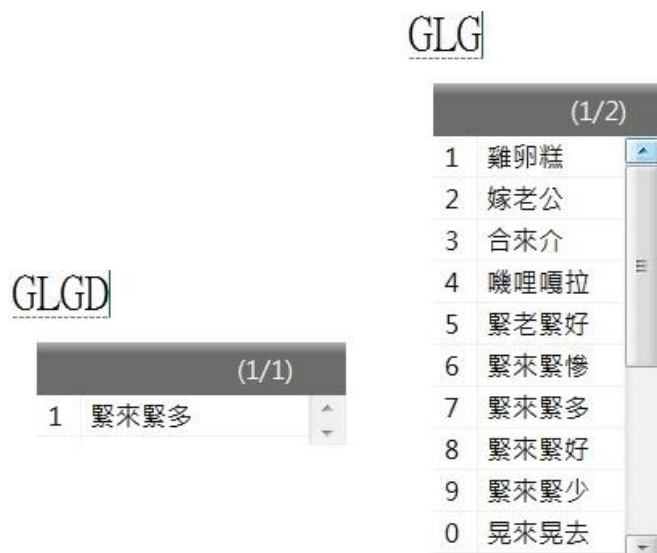 GLGD
(1/1)
1 緊來緊多
GLG
(1/2)
1 雞卵糕
2 嫁老公
3 合來介
4 嘰哩嘎拉
5 緊老緊好
6 緊來緊慘
7 緊來緊多
8 緊來緊好
9 緊來緊少
0 晃來晃去